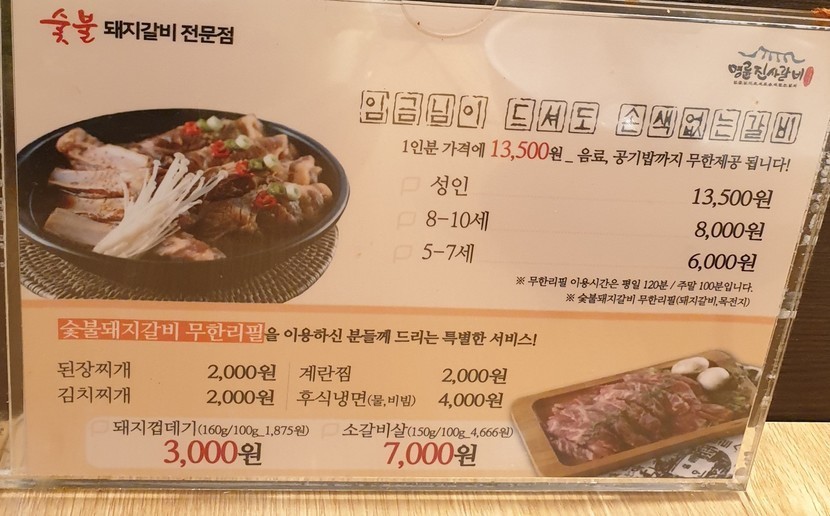 숯불 돼지갈비 전문점
명륜진사갈비
임금님이 드셔도 손색없는갈비
1인분 가격에 13,500원_음료, 공기밥까지 무한제공 됩니다!
성인 13,500원
8-10세 8,000원
5-7세 6,000원
※ 무한리필 이용시간은 평일 120분 / 주말 100분입니다.
※ 숯불돼지갈비 무한리필(돼지갈비,목전지)
숯불돼지갈비 무한리필을 이용하신 분들께 드리는 특별한 서비스!
된장찌개 2,000원 계란찜 2,000원
김치찌개 2,000원 후식냉면(물,비빔) 4,000원
돼지껍데기(160g/100g_1,875원) 소갈비살(150g/100g_4,666원)
3,000원 7,000원